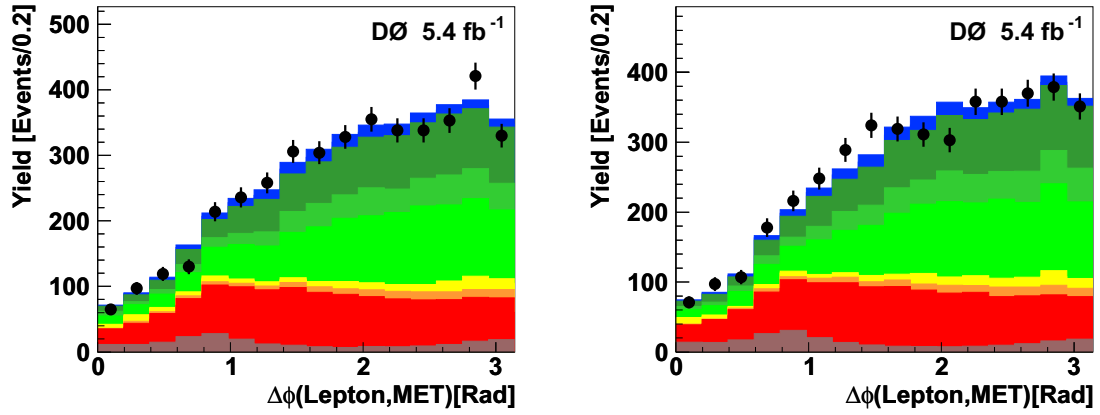 Yield [Events/0.2]
500
400
300
200
100
0
DØ 5.4 fb⁻¹
0 1 2 3
Δϕ(Lepton,MET)[Rad]
Yield [Events/0.2]
400
300
200
100
0
DØ 5.4 fb⁻¹
0 1 2 3
Δϕ(Lepton,MET)[Rad]